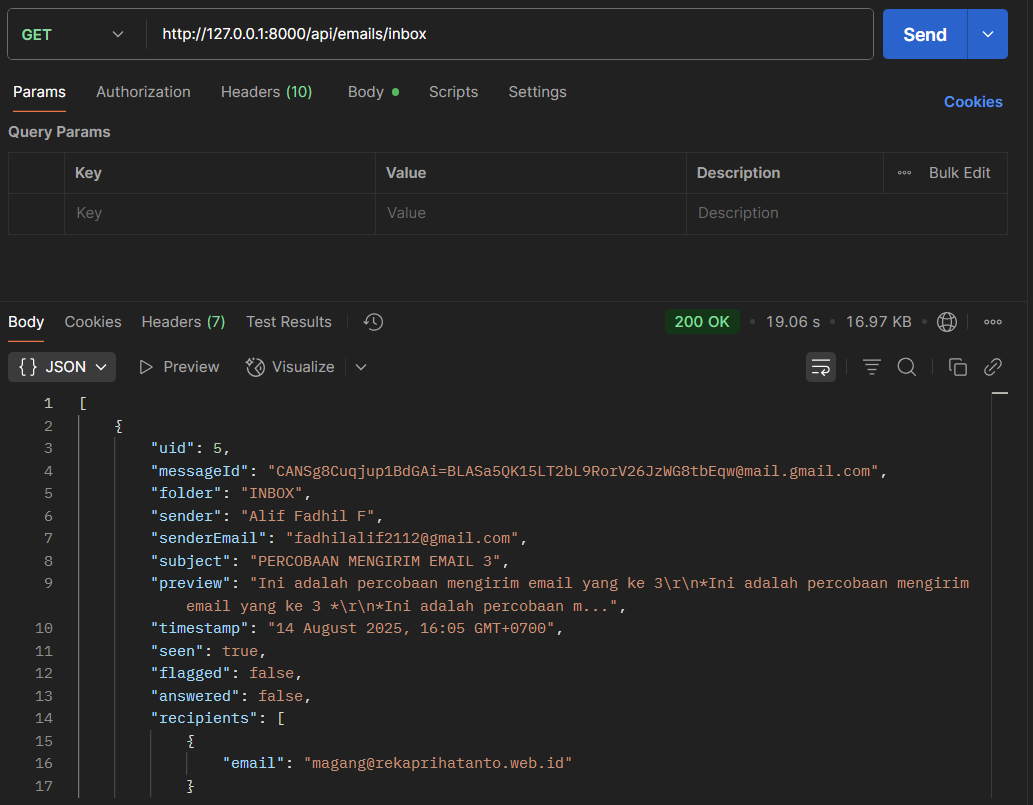 GET http://127.0.0.1:8000/api/emails/inbox Send
Params Authorization Headers (10) Body Scripts Settings Cookies
Query Params
Key Value Description Bulk Edit
Key Value Description
Body Cookies Headers (7) Test Results 200 OK 19.06 s 16.97 KB
{} JSON Preview Visualize
1 [
2 {
3 "uid": 5,
4 "messageId": "CANSg8Cuqjup1BdGAi=BLASa5QK15LT2bL9RorV26JzWG8tbEqw@mail.gmail.com",
5 "folder": "INBOX",
6 "sender": "Alif Fadhil F",
7 "senderEmail": "fadhilalif2112@gmail.com",
8 "subject": "PERCOBAAN MENGIRIM EMAIL 3",
9 "preview": "Ini adalah percobaan mengirim email yang ke 3\r\n*Ini adalah percobaan mengirim
email yang ke 3 *\r\n*Ini adalah percobaan m...",
10 "timestamp": "14 August 2025, 16:05 GMT+0700",
11 "seen": true,
12 "flagged": false,
13 "answered": false,
14 "recipients": [
15 {
16 "email": "magang@rekaprihatanto.web.id"
17 }